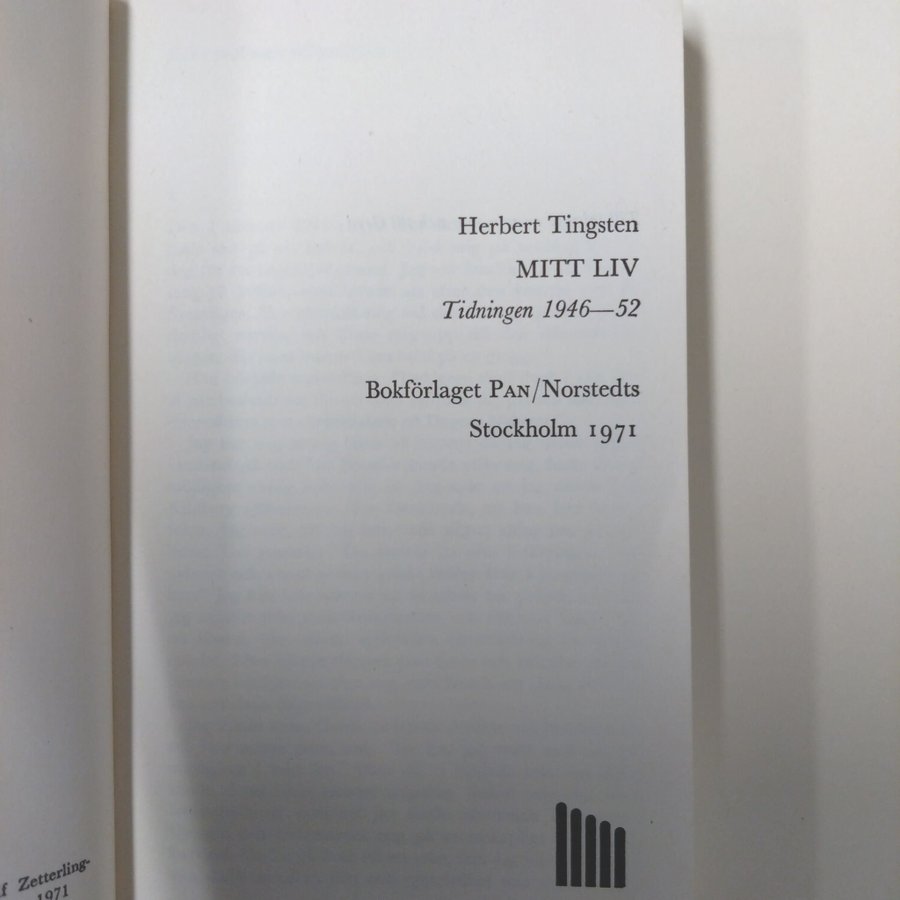 Herbert Tingsten
MITT LIV
Tidningen 1946—52
Bokförlaget PAN/Norstedts
Stockholm 1971
f Zetterling-
1971